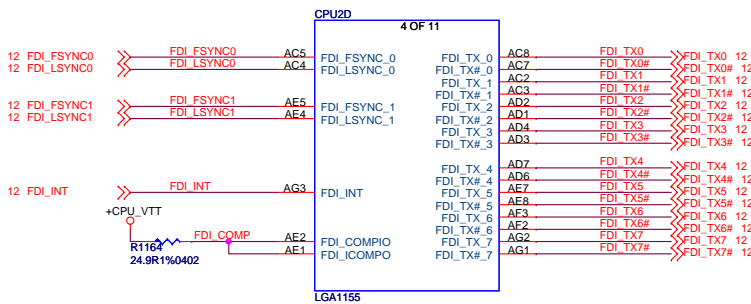 CPU2D
4 OF 11
12 FDI_FSYNC0 FDI_FSYNC0 AC5 FDI_FSYNC_0
12 FDI_LSYNC0 FDI_LSYNC0 AC4 FDI_LSYNC_0
12 FDI_FSYNC1 FDI_FSYNC1 AE5 FDI_FSYNC_1
12 FDI_LSYNC1 FDI_LSYNC1 AE4 FDI_LSYNC_1
12 FDI_INT FDI_INT AG3 FDI_INT
+CPU_VTT
R1164
24.9R1%0402
FDI_COMP AE2 FDI_COMPIO
AE1 FDI_ICOMPO
FDI_TX_0 AC8 FDI_TX0 FDI_TX0 12
FDI_TX#_0 AC7 FDI_TX0# FDI_TX0# 12
FDI_TX_1 AC2 FDI_TX1 FDI_TX1 12
FDI_TX#_1 AC3 FDI_TX1# FDI_TX1# 12
FDI_TX_2 AD2 FDI_TX2 FDI_TX2 12
FDI_TX#_2 AD1 FDI_TX2# FDI_TX2# 12
FDI_TX_3 AD4 FDI_TX3 FDI_TX3 12
FDI_TX#_3 AD3 FDI_TX3# FDI_TX3# 12
FDI_TX_4 AD7 FDI_TX4 FDI_TX4 12
FDI_TX#_4 AD6 FDI_TX4# FDI_TX4# 12
FDI_TX_5 AE7 FDI_TX5 FDI_TX5 12
FDI_TX#_5 AE8 FDI_TX5# FDI_TX5# 12
FDI_TX_6 AF3 FDI_TX6 FDI_TX6 12
FDI_TX#_6 AF2 FDI_TX6# FDI_TX6# 12
FDI_TX_7 AG2 FDI_TX7 FDI_TX7 12
FDI_TX#_7 AG1 FDI_TX7# FDI_TX7# 12
LGA1155